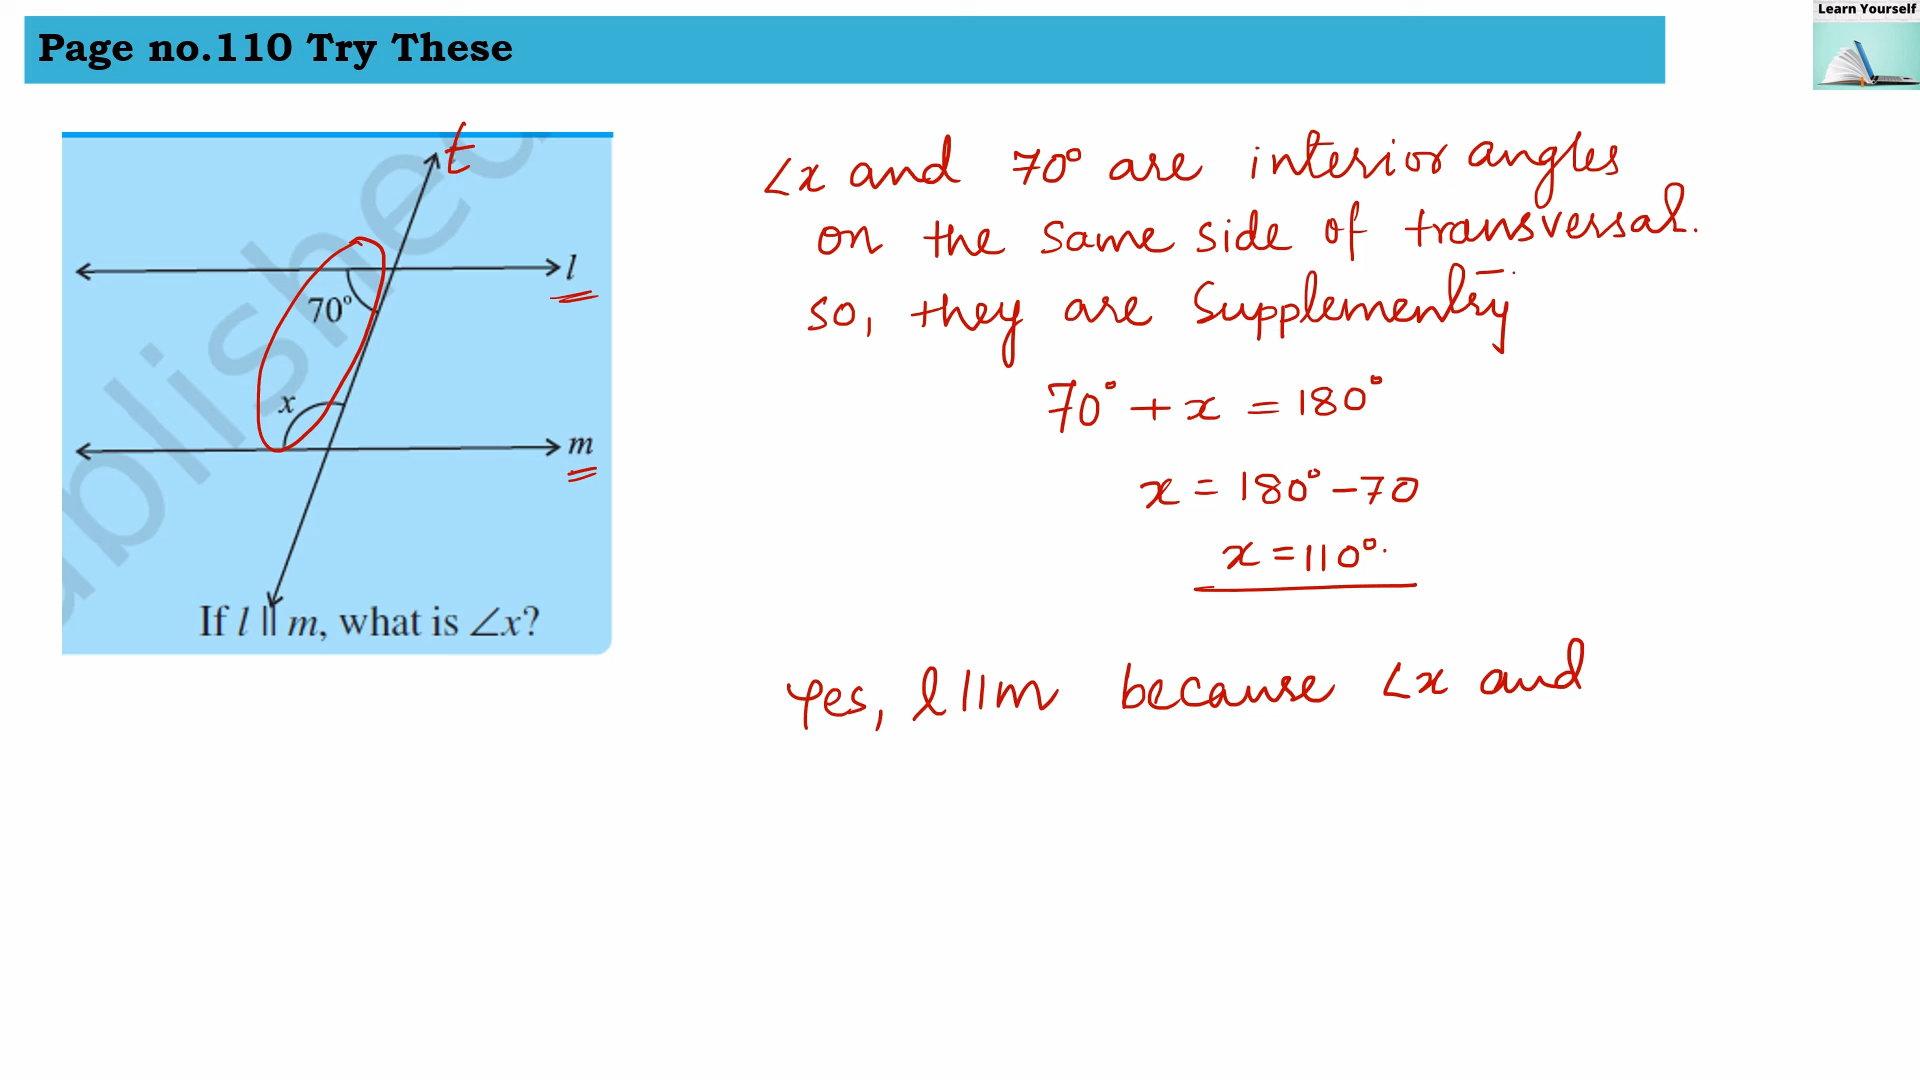 Page no.110 Try These
Learn Yourself
t
l
70°
x
m
If l || m, what is ∠x?
∠x and 70° are interior angles
on the same side of transversal.
so, they are Supplementry
70° + x = 180°
x = 180° - 70
x = 110°.
Yes, l || m because ∠x and